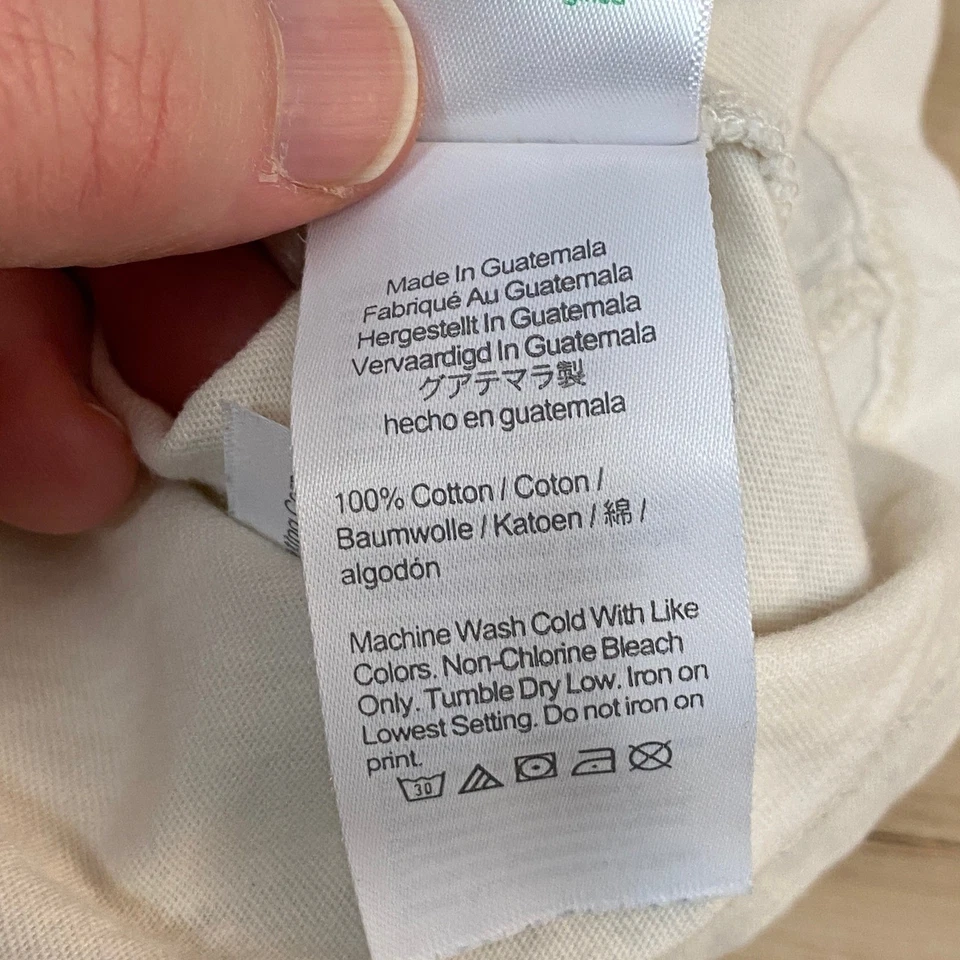 Made In Guatemala
Fabriqué Au Guatemala
Hergestellt In Guatemala
Vervaardigd In Guatemala
グアテマラ製
hecho en guatemala
100% Cotton / Coton /
Baumwolle / Katoen / 綿 /
algodón
Machine Wash Cold With Like
Colors. Non-Chlorine Bleach
Only. Tumble Dry Low. Iron on
Lowest Setting. Do not iron on
print.
30